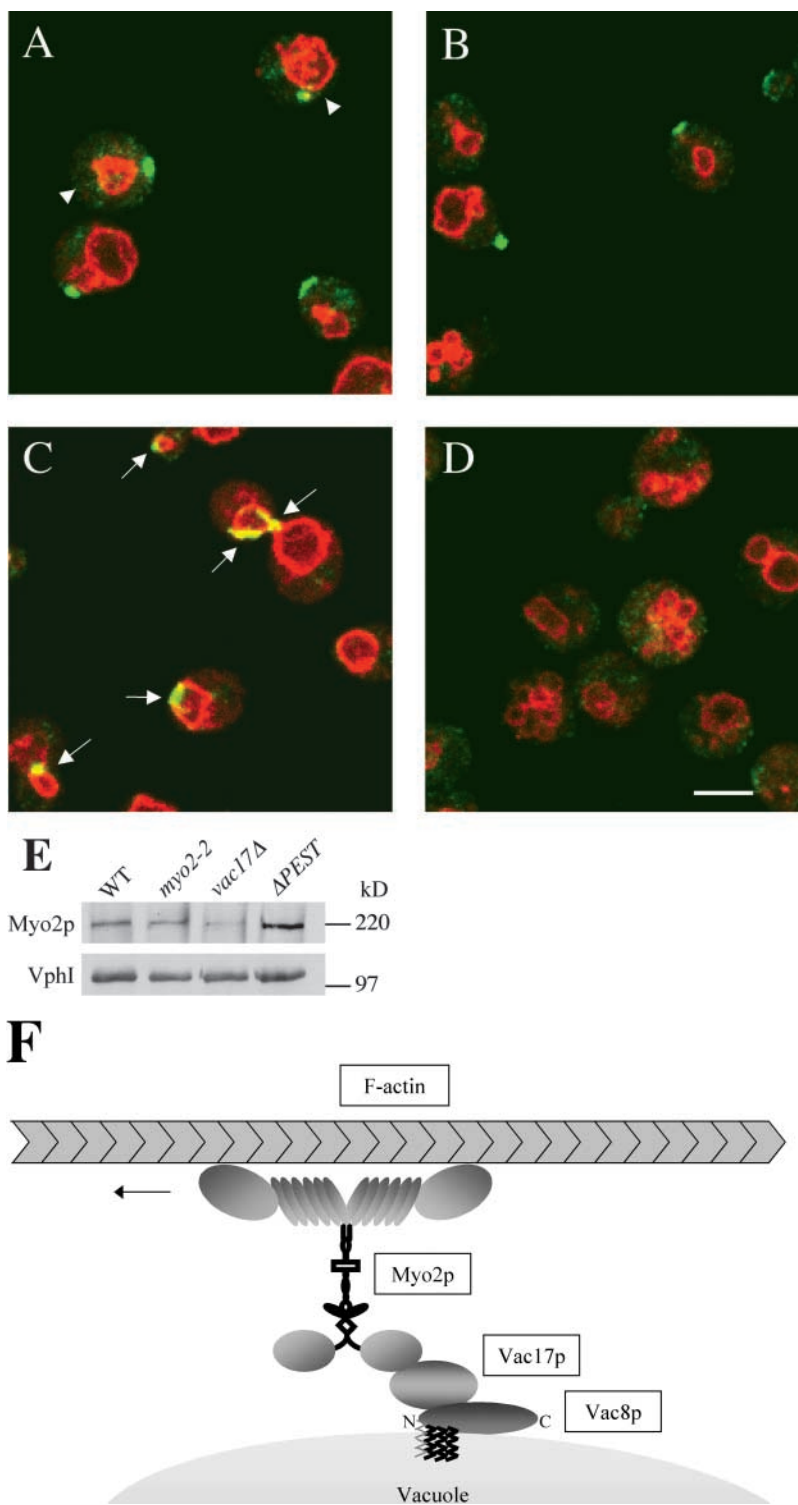 A
B
C
D
E
WT myo2-2 vac17Δ ΔPEST kD
Myo2p 220
VphI 97
F
F-actin
Myo2p
Vac17p
Vac8p
N C
Vacuole